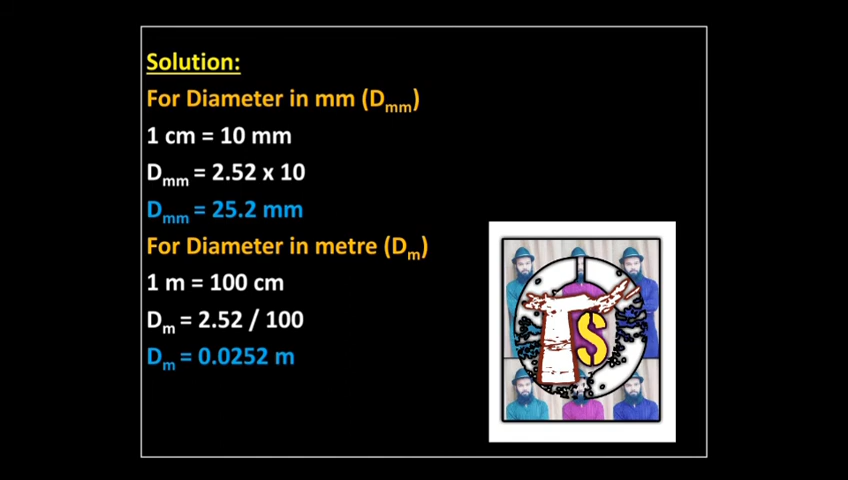 Solution:
For Diameter in mm (Dmm)
1 cm = 10 mm
Dmm = 2.52 x 10
Dmm = 25.2 mm
For Diameter in metre (Dm)
1 m = 100 cm
Dm = 2.52 / 100
Dm = 0.0252 m
TS